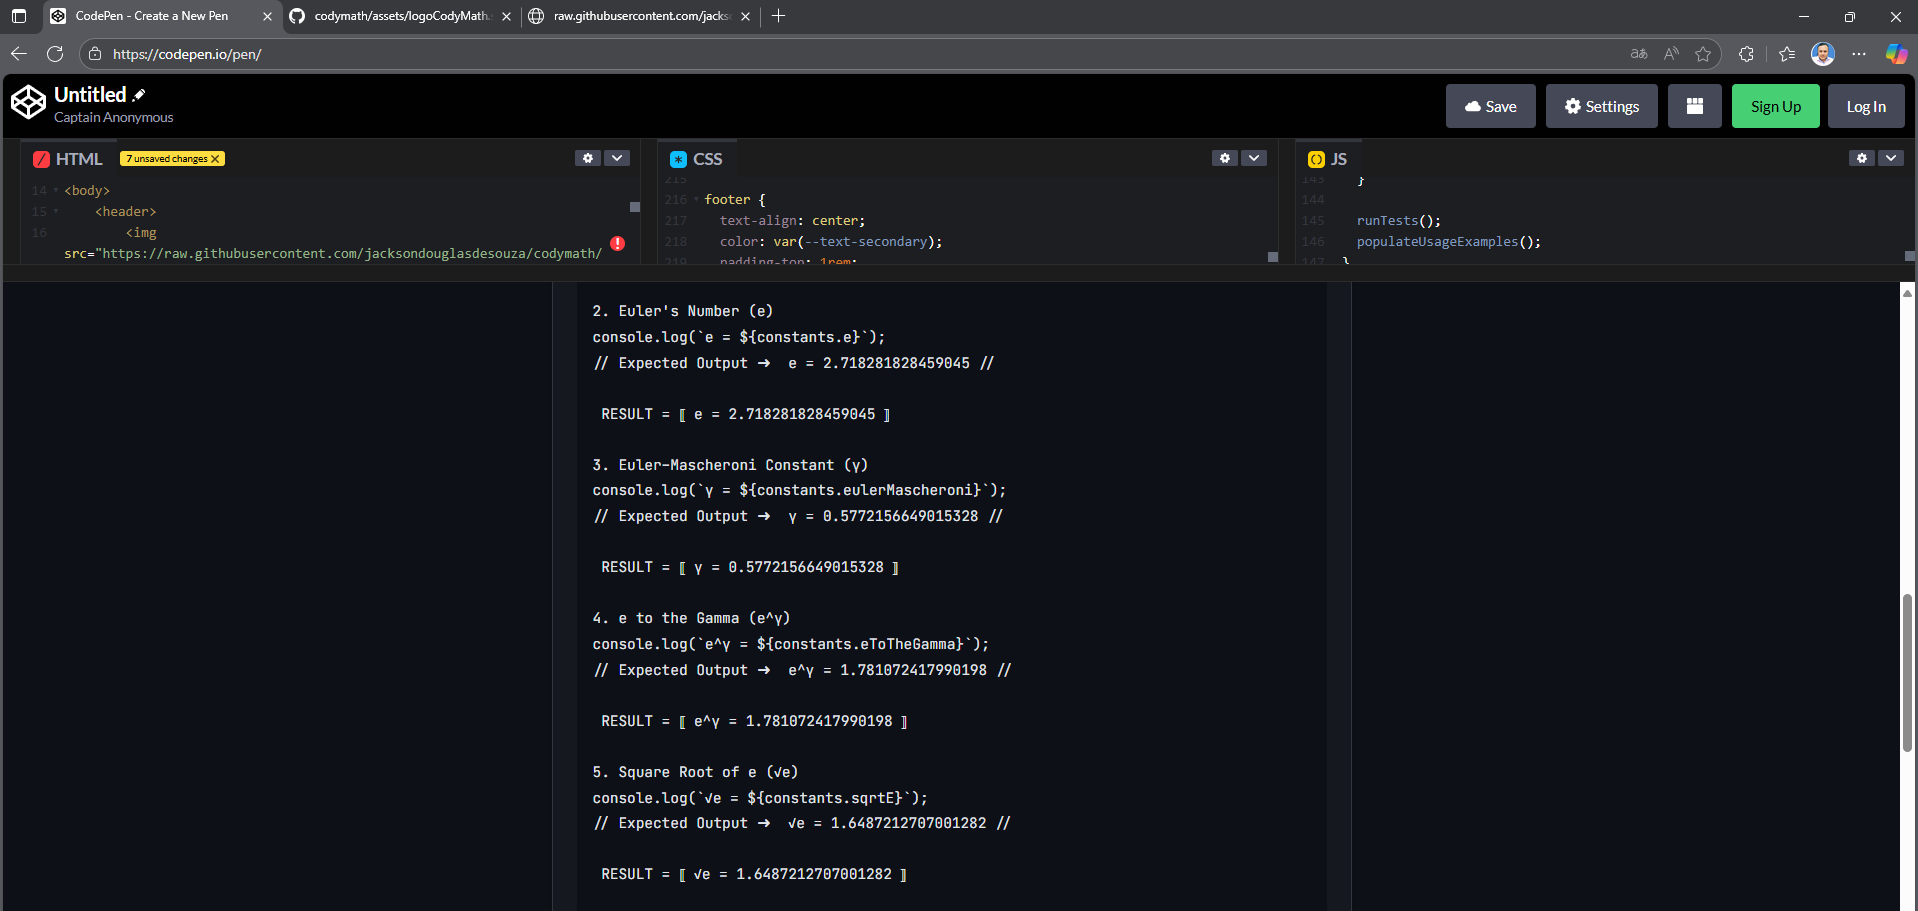 CodePen - Create a New Pen
codymath/assets/logoCodyMath.
raw.githubusercontent.com/jacks
https://codepen.io/pen/
Untitled
Captain Anonymous
Save
Settings
Sign Up
Log In
HTML
7 unsaved changes
14 <body>
15 <header>
16 <img
src="https://raw.githubusercontent.com/jacksondouglasdesouza/codymath/
CSS
215
216 footer {
217 text-align: center;
218 color: var(--text-secondary);
219 padding-top: 1rem;
JS
143 }
144
145 runTests();
146 populateUsageExamples();
147 }
2. Euler's Number (e)
console.log(`e = ${constants.e}`);
// Expected Output → e = 2.718281828459045 //
RESULT = ⟦ e = 2.718281828459045 ⟧
3. Euler-Mascheroni Constant (γ)
console.log(`γ = ${constants.eulerMascheroni}`);
// Expected Output → γ = 0.5772156649015328 //
RESULT = ⟦ γ = 0.5772156649015328 ⟧
4. e to the Gamma (e^γ)
console.log(`e^γ = ${constants.eToTheGamma}`);
// Expected Output → e^γ = 1.781072417990198 //
RESULT = ⟦ e^γ = 1.781072417990198 ⟧
5. Square Root of e (√e)
console.log(`√e = ${constants.sqrtE}`);
// Expected Output → √e = 1.6487212707001282 //
RESULT = ⟦ √e = 1.6487212707001282 ⟧